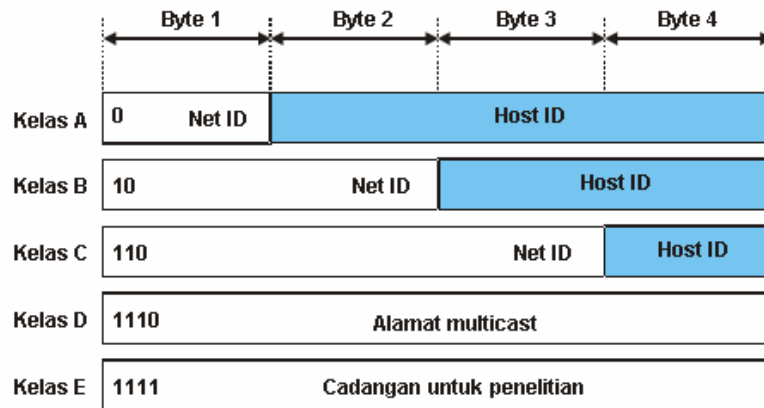 Byte 1 Byte 2 Byte 3 Byte 4
Kelas A 0 Net ID Host ID
Kelas B 10 Net ID Host ID
Kelas C 110 Net ID Host ID
Kelas D 1110 Alamat multicast
Kelas E 1111 Cadangan untuk penelitian